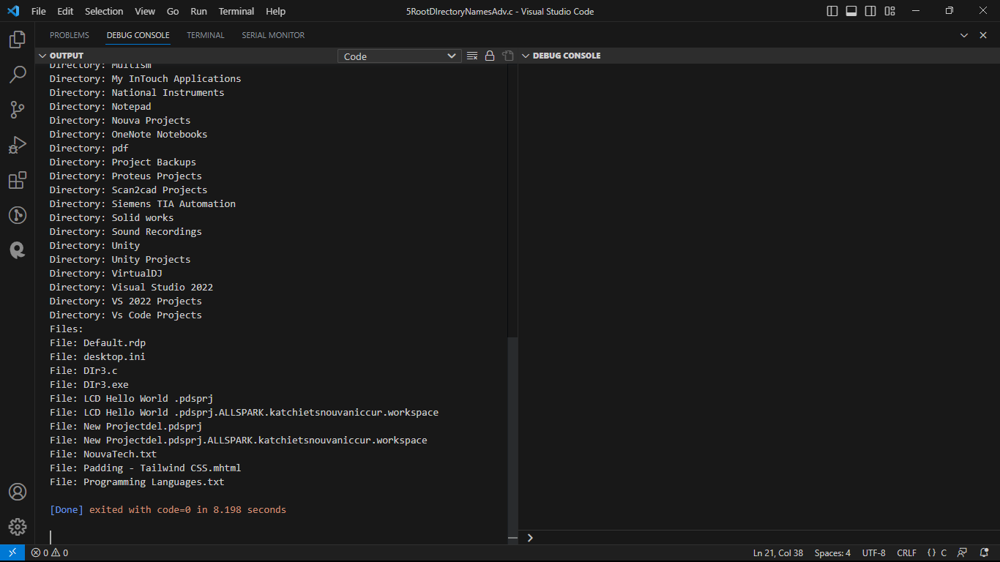 File Edit Selection View Go Run Terminal Help 5RootDIrectoryNamesAdv.c - Visual Studio Code
PROBLEMS DEBUG CONSOLE TERMINAL SERIAL MONITOR
OUTPUT Code DEBUG CONSOLE
Directory: Multism
Directory: My InTouch Applications
Directory: National Instruments
Directory: Notepad
Directory: Nouva Projects
Directory: OneNote Notebooks
Directory: pdf
Directory: Project Backups
Directory: Proteus Projects
Directory: Scan2cad Projects
Directory: Siemens TIA Automation
Directory: Solid works
Directory: Sound Recordings
Directory: Unity
Directory: Unity Projects
Directory: VirtualDJ
Directory: Visual Studio 2022
Directory: VS 2022 Projects
Directory: Vs Code Projects
Files:
File: Default.rdp
File: desktop.ini
File: DIr3.c
File: DIr3.exe
File: LCD Hello World .pdsprj
File: LCD Hello World .pdsprj.ALLSPARK.katchietsnouvaniccur.workspace
File: New Projectdel.pdsprj
File: New Projectdel.pdsprj.ALLSPARK.katchietsnouvaniccur.workspace
File: NouvaTech.txt
File: Padding - Tailwind CSS.mhtml
File: Programming Languages.txt
[Done] exited with code=0 in 8.198 seconds
0 0 Ln 21, Col 38 Spaces: 4 UTF-8 CRLF {} C